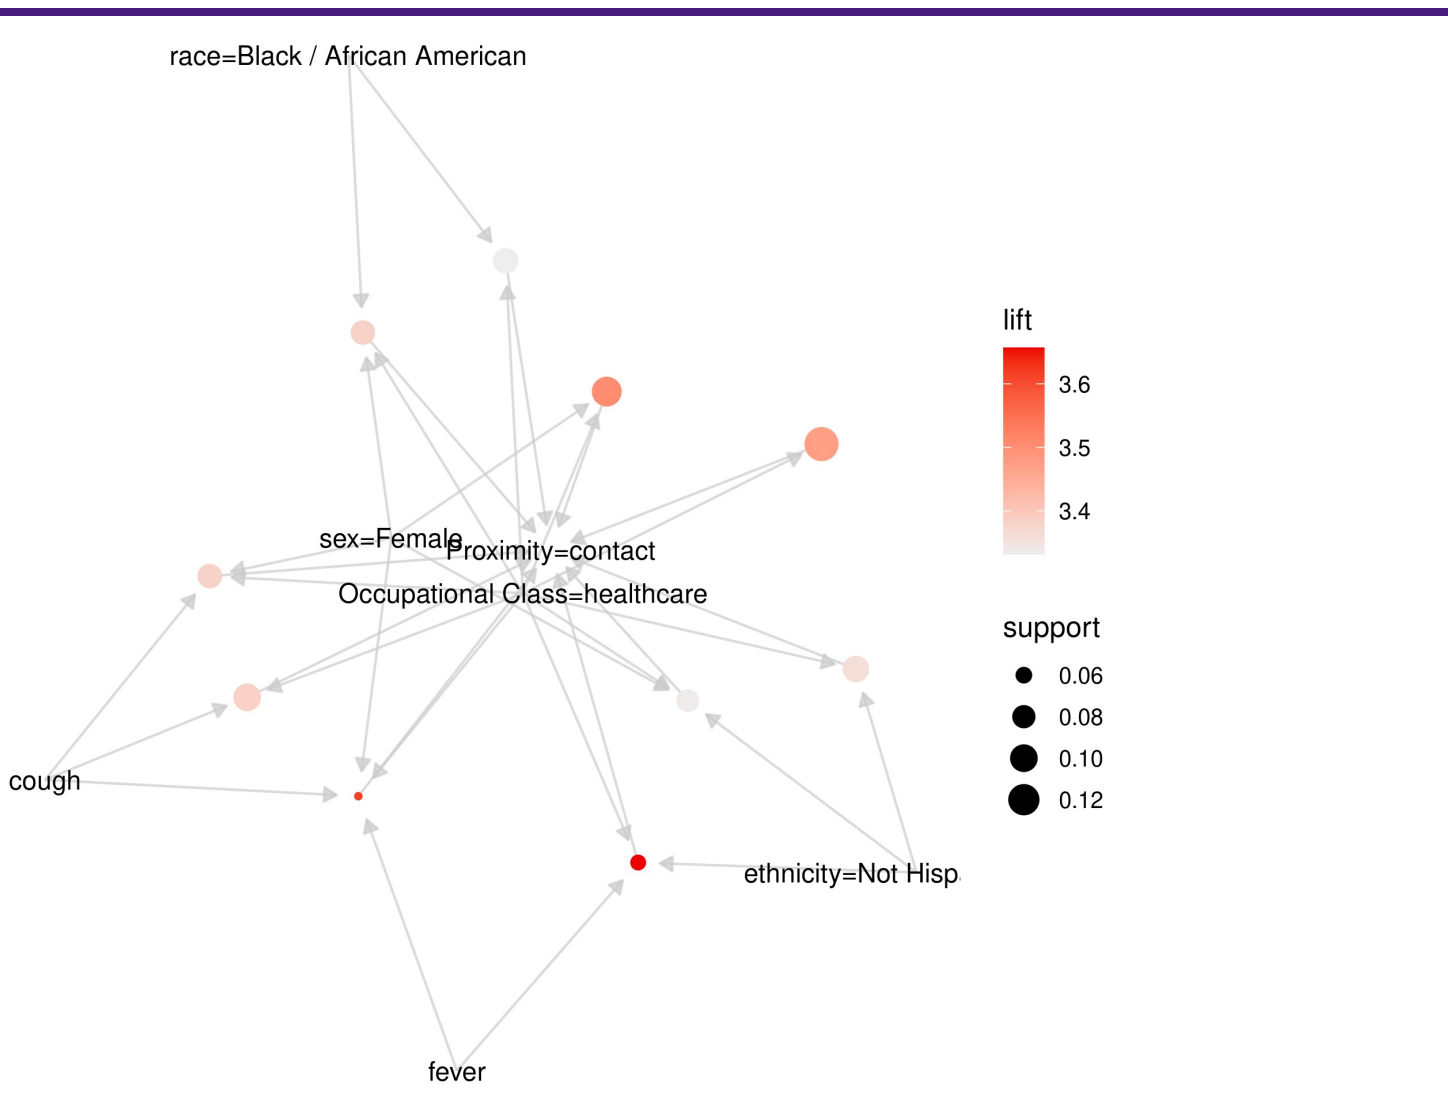 race=Black / African American
sex=Female
Proximity=contact
Occupational Class=healthcare
cough
ethnicity=Not Hisp
fever
lift
3.6
3.5
3.4
support
0.06
0.08
0.10
0.12